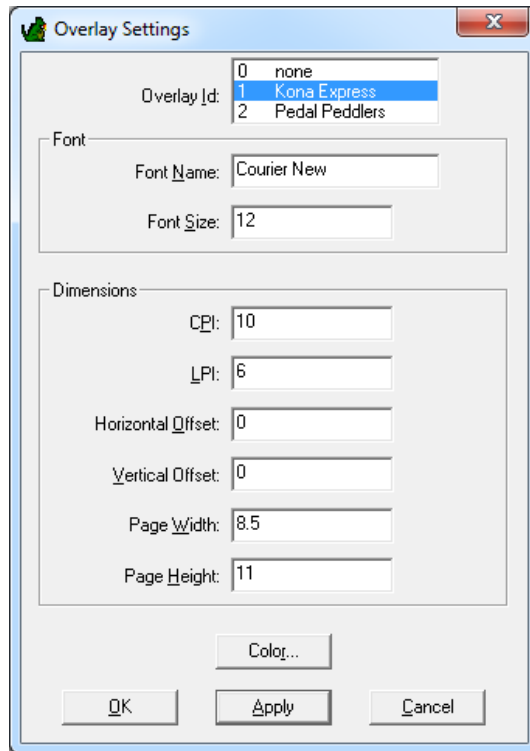 Overlay Settings
Overlay Id:
0 none
1 Kona Express
2 Pedal Peddlers
Font
Font Name: Courier New
Font Size: 12
Dimensions
CPI: 10
LPI: 6
Horizontal Offset: 0
Vertical Offset: 0
Page Width: 8.5
Page Height: 11
Color...
OK Apply Cancel